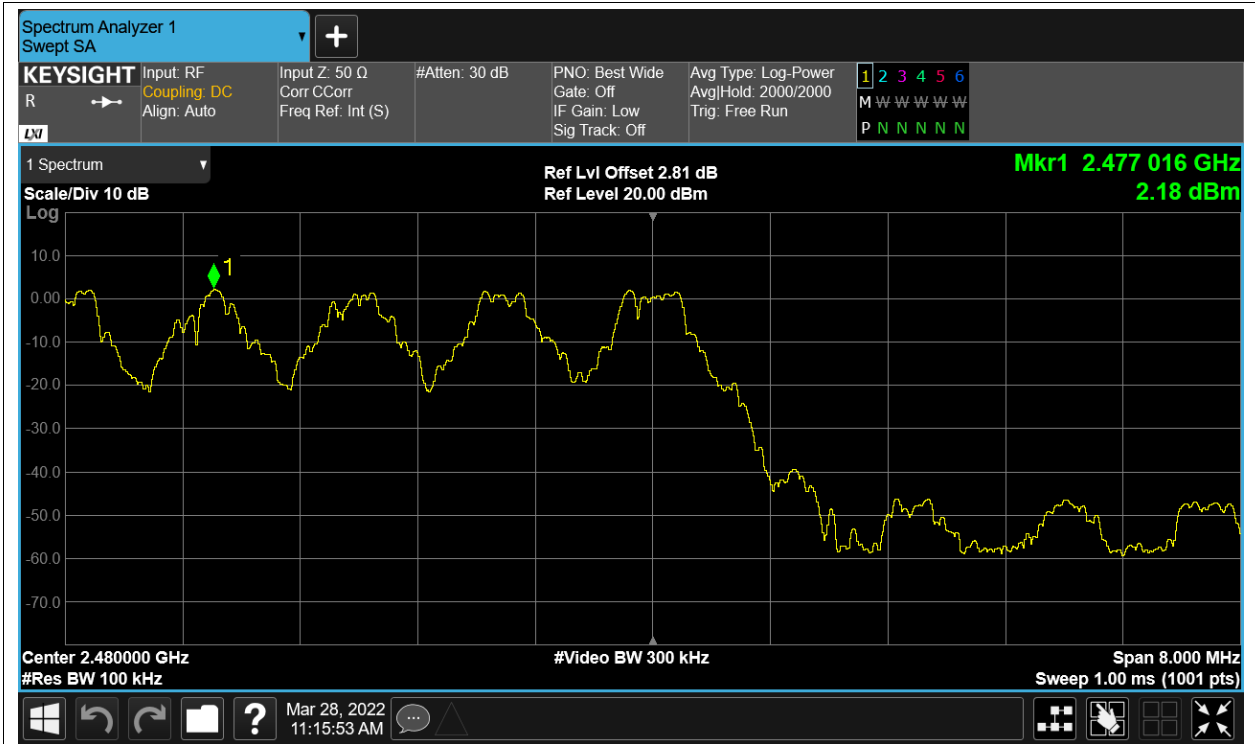 Spectrum Analyzer 1
Swept SA
KEYSIGHT
R
LXI
Input: RF
Coupling: DC
Align: Auto
Input Z: 50 Ω
Corr CCorr
Freq Ref: Int (S)
#Atten: 30 dB
PNO: Best Wide
Gate: Off
IF Gain: Low
Sig Track: Off
Avg Type: Log-Power
Avg|Hold: 2000/2000
Trig: Free Run
1 2 3 4 5 6
M W W W W W
P N N N N N
1 Spectrum
Scale/Div 10 dB
Ref Lvl Offset 2.81 dB
Ref Level 20.00 dBm
Mkr1 2.477 016 GHz
2.18 dBm
Log
10.0
0.00
-10.0
-20.0
-30.0
-40.0
-50.0
-60.0
-70.0
1
Center 2.480000 GHz
#Res BW 100 kHz
#Video BW 300 kHz
Span 8.000 MHz
Sweep 1.00 ms (1001 pts)
?
Mar 28, 2022
11:15:53 AM